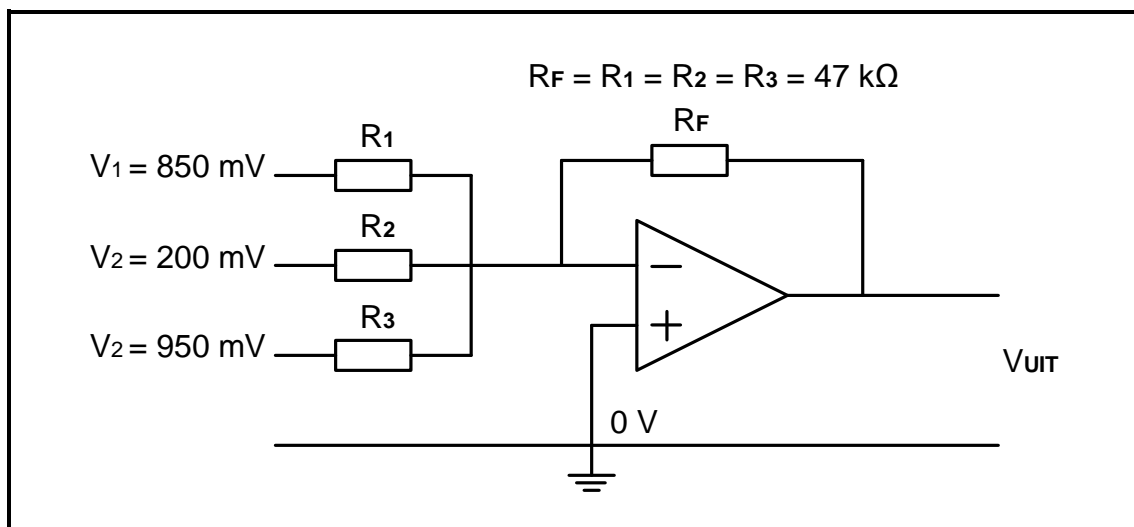 RF = R1 = R2 = R3 = 47 kΩ
RF
R1
V1 = 850 mV
R2
V2 = 200 mV
R3
V2 = 950 mV
−
+
VUIT
0 V